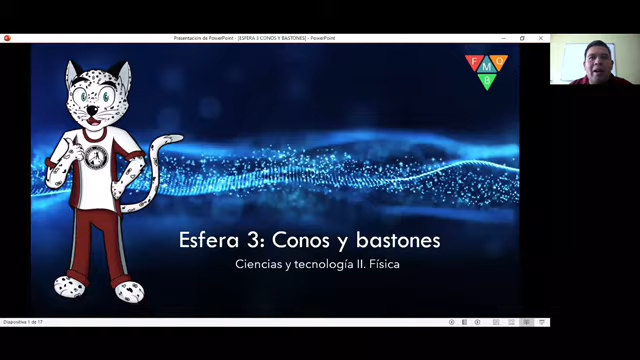 Presentación de PowerPoint - [ESFERA 3 CONOS Y BASTONES] - PowerPoint
F M Q
B
Esfera 3: Conos y bastones
Ciencias y tecnología II. Física
Diapositiva 1 de 17